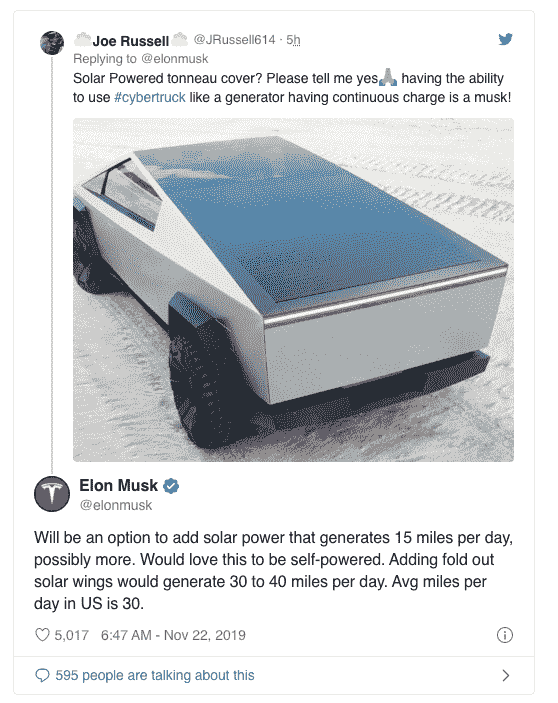 Joe Russell @JRussell614 · 5h
Replying to @elonmusk
Solar Powered tonneau cover? Please tell me yes🙏 having the ability
to use #cybertruck like a generator having continuous charge is a musk!
Elon Musk
@elonmusk
Will be an option to add solar power that generates 15 miles per day,
possibly more. Would love this to be self-powered. Adding fold out
solar wings would generate 30 to 40 miles per day. Avg miles per
day in US is 30.
5,017 6:47 AM - Nov 22, 2019
595 people are talking about this